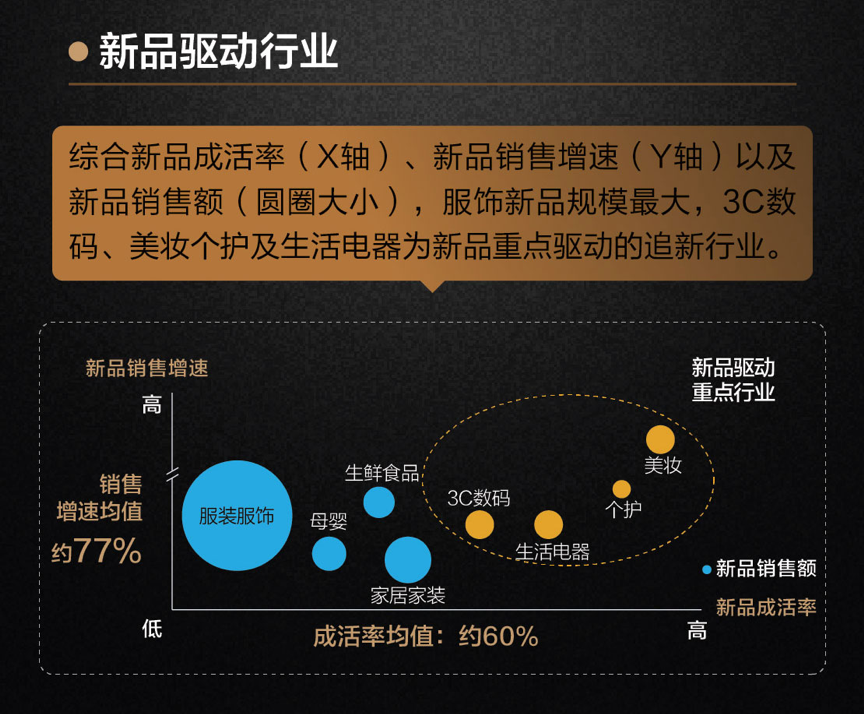 新品驱动行业
综合新品成活率（X轴）、新品销售增速（Y轴）以及
新品销售额（圆圈大小），服饰新品规模最大，3C数
码、美妆个护及生活电器为新品重点驱动的追新行业。
新品销售增速
新品驱动
重点行业
高
美妆
生鲜食品
销售
增速均值
约77%
3C数码
个护
服装服饰
母婴
生活电器
新品销售额
家居家装
新品成活率
低
成活率均值：约60%
高